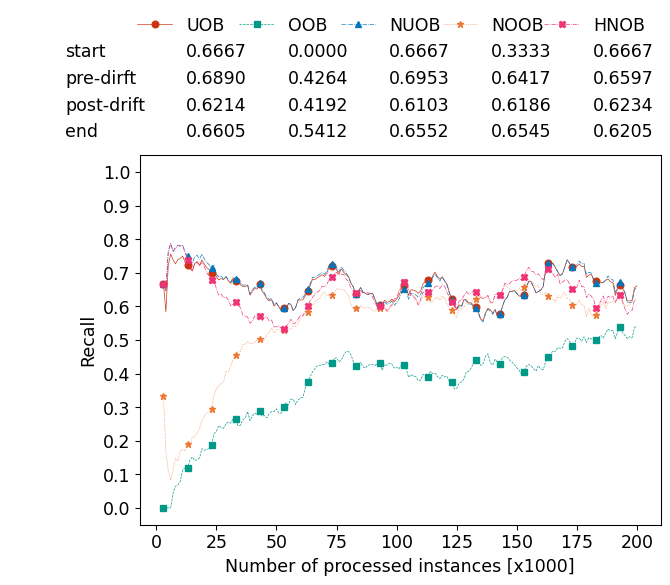 UOB OOB NUOB NOOB HNOB
start 0.6667 0.0000 0.6667 0.3333 0.6667
pre-dirft 0.6890 0.4264 0.6953 0.6417 0.6597
post-drift 0.6214 0.4192 0.6103 0.6186 0.6234
end 0.6605 0.5412 0.6552 0.6545 0.6205
1.0
0.9
0.8
0.7
0.6
0.5
0.4
0.3
0.2
0.1
0.0
Recall
0 25 50 75 100 125 150 175 200
Number of processed instances [x1000]